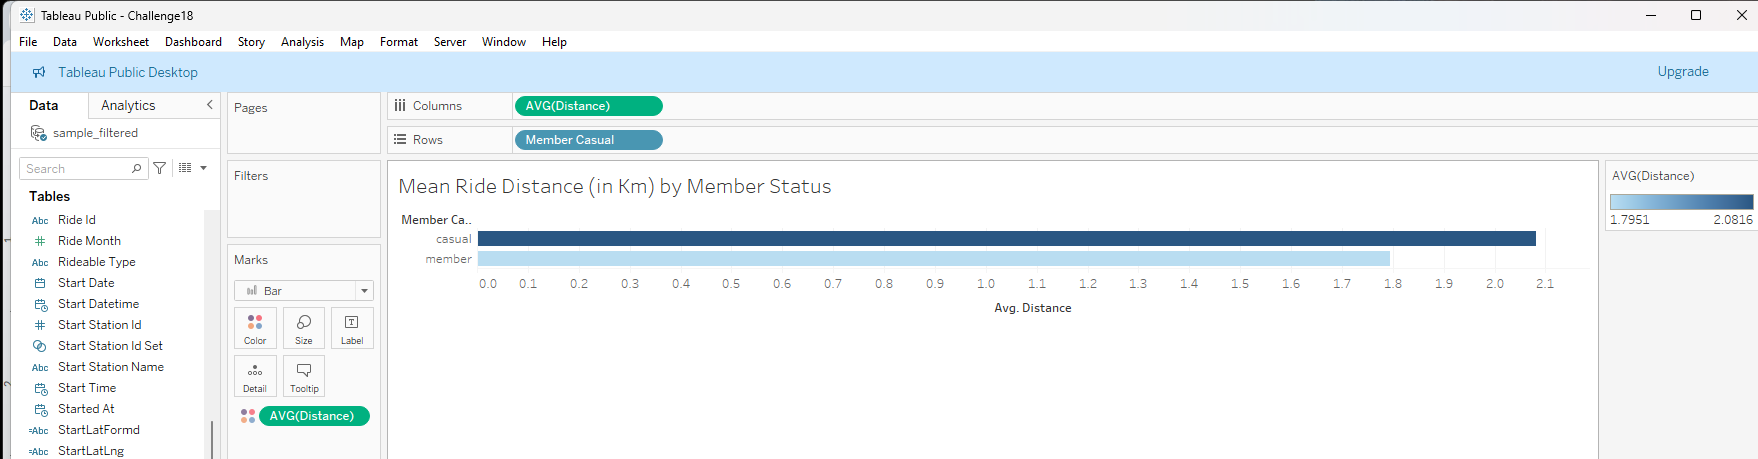 Tableau Public - Challenge18
File Data Worksheet Dashboard Story Analysis Map Format Server Window Help
Tableau Public Desktop Upgrade
Data Analytics
sample_filtered
Search
Tables
Abc Ride Id
# Ride Month
Abc Rideable Type
Start Date
Start Datetime
# Start Station Id
Start Station Id Set
Abc Start Station Name
Start Time
Started At
=Abc StartLatFormd
=Abc StartLatLng
Pages
Filters
Marks
Bar
Color Size Label
Detail Tooltip
AVG(Distance)
Columns AVG(Distance)
Rows Member Casual
Mean Ride Distance (in Km) by Member Status
Member Ca..
casual
member
0.0 0.1 0.2 0.3 0.4 0.5 0.6 0.7 0.8 0.9 1.0 1.1 1.2 1.3 1.4 1.5 1.6 1.7 1.8 1.9 2.0 2.1
Avg. Distance
AVG(Distance)
1.7951 2.0816